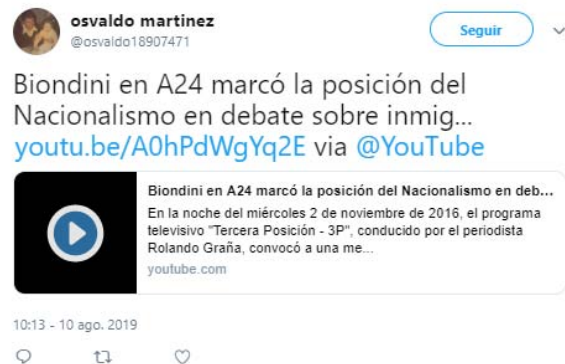 osvaldo martinez
@osvaldo18907471
Seguir
Biondini en A24 marcó la posición del
Nacionalismo en debate sobre inmig...
youtu.be/A0hPdWgYq2E via @YouTube
Biondini en A24 marcó la posición del Nacionalismo en deb...
En la noche del miércoles 2 de noviembre de 2016, el programa
televisivo "Tercera Posición - 3P", conducido por el periodista
Rolando Graña, convocó a una me...
youtube.com
10:13 - 10 ago. 2019